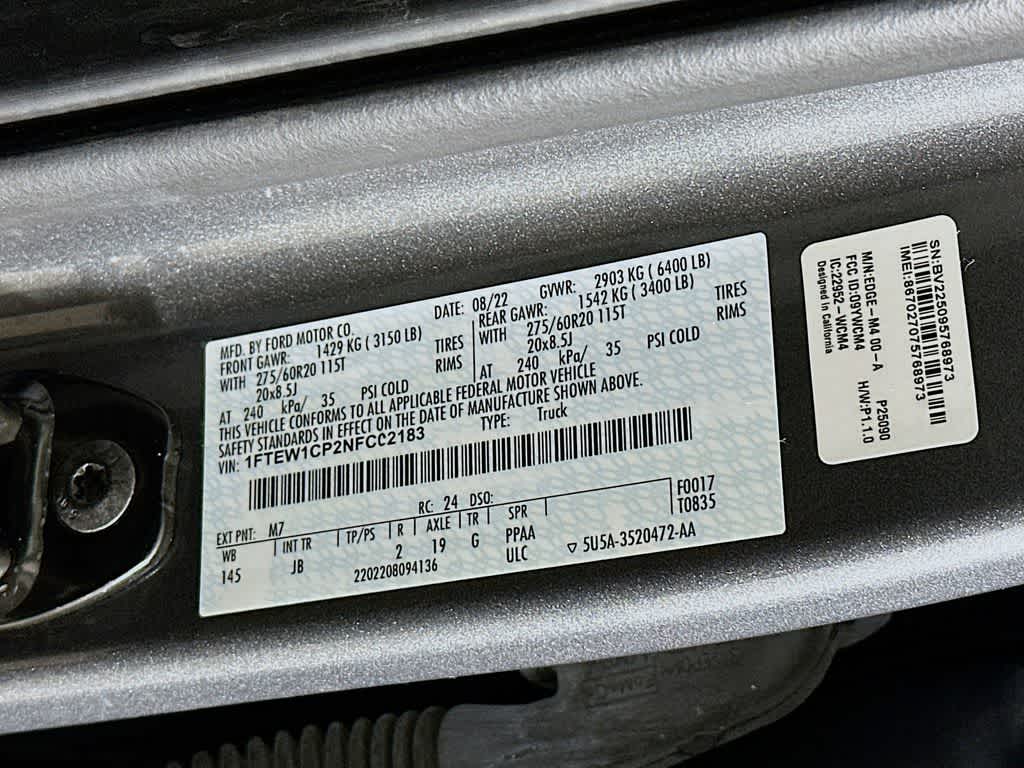 MFD. BY FORD MOTOR CO. DATE: 08/22 GVWR: 2903 KG ( 6400 LB)
FRONT GAWR: 1429 KG ( 3150 LB) REAR GAWR: 1542 KG ( 3400 LB)
WITH 275/60R20 115T TIRES WITH 275/60R20 115T TIRES
20x8.5J RIMS 20x8.5J RIMS
AT 240 kPa/ 35 PSI COLD AT 240 kPa/ 35 PSI COLD
THIS VEHICLE CONFORMS TO ALL APPLICABLE FEDERAL MOTOR VEHICLE
SAFETY STANDARDS IN EFFECT ON THE DATE OF MANUFACTURE SHOWN ABOVE.
VIN: 1FTEW1CP2NFCC2183 TYPE: Truck
EXT PNT: M7 RC: 24 DSO: F0017
T0835
WB INT TR TP/PS R AXLE TR SPR
145 JB 2 19 G PPAA
2202208094136 ULC 5U5A-3520472-AA
SN:BV225095768973
IMEI:867027075768973
M/N:EDGE-M4 00-A P25090
FCC ID:09YWCM4 H/W:P1.1.0
IC:22952-WCM4
Designed in California